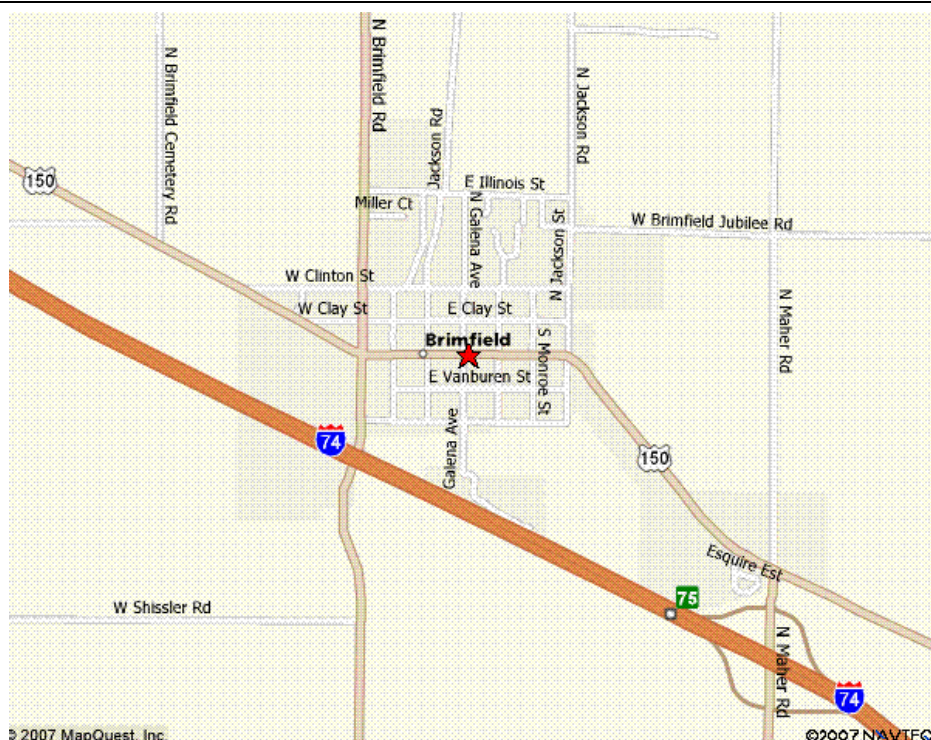 N Brimfield Cemetery Rd
N Brimfield Rd
Jackson Rd
N Jackson Rd
150
E Illinois St
Miller Ct
N Galena Ave
N Jackson St
W Brimfield Jubilee Rd
W Clinton St
W Clay St
E Clay St
N Maher Rd
Brimfield
S Monroe St
E Vanburen St
74
Galena Ave
150
Esquire Est
75
W Shissler Rd
N Maher Rd
74
© 2007 MapQuest, Inc.
©2007 NAVTEQ